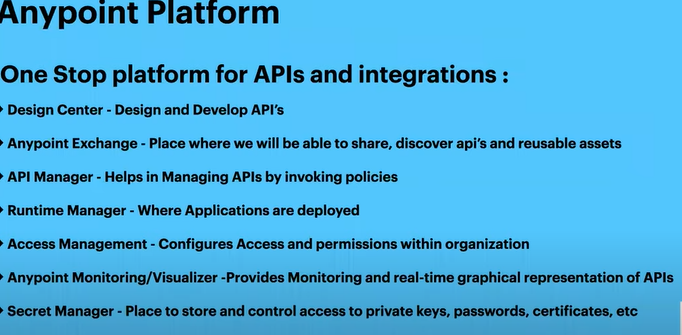 Anypoint Platform
One Stop platform for APIs and integrations :
Design Center - Design and Develop API's
Anypoint Exchange - Place where we will be able to share, discover api's and reusable assets
API Manager - Helps in Managing APIs by invoking policies
Runtime Manager - Where Applications are deployed
Access Management - Configures Access and permissions within organization
Anypoint Monitoring/Visualizer -Provides Monitoring and real-time graphical representation of APIs
Secret Manager - Place to store and control access to private keys, passwords, certificates, etc